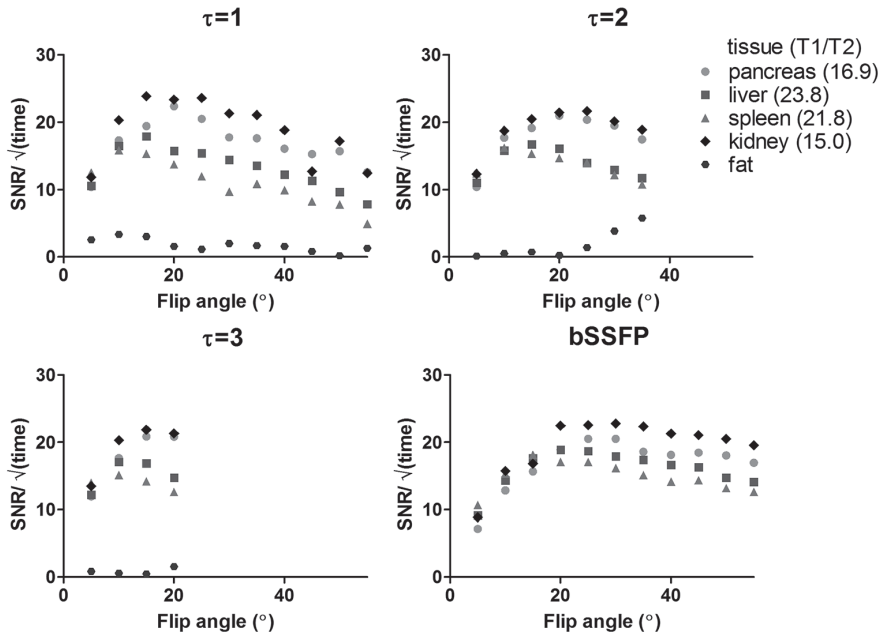 τ=1
30
20
10
0
SNR/ √(time)
0
20
40
Flip angle (°)
τ=2
30
20
10
0
SNR/ √(time)
0
20
40
Flip angle (°)
tissue (T1/T2)
pancreas (16.9)
liver (23.8)
spleen (21.8)
kidney (15.0)
fat
τ=3
30
20
10
0
SNR/ √(time)
0
20
40
Flip angle (°)
bSSFP
30
20
10
0
SNR/ √(time)
0
20
40
Flip angle (°)